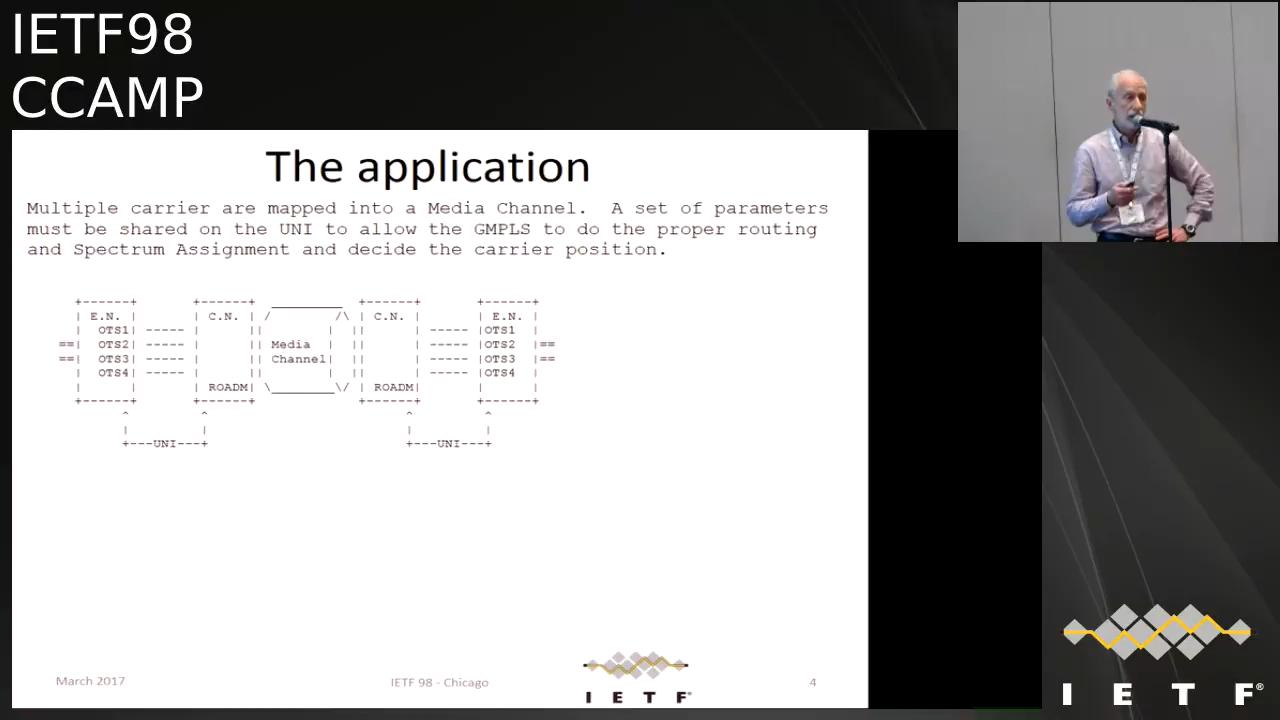 IETF98
CCAMP
The application
Multiple carrier are mapped into a Media Channel.  A set of parameters
must be shared on the UNI to allow the GMPLS to do the proper routing
and Spectrum Assignment and decide the carrier position.
+------+       +------+  _________  +------+       +------+
| E.N. |       | C.N. | /        /\ | C.N. |       | E.N. |
|  OTS1| ----- |      ||        |  ||      | ----- |OTS1  |
==|  OTS2| ----- |      || Media  |  ||      | ----- |OTS2  |==
==|  OTS3| ----- |      || Channel|  ||      | ----- |OTS3  |==
|  OTS4| ----- |      ||        |  ||      | ----- |OTS4  |
|      |       | ROADM| \________\/ | ROADM|       |      |
+------+       +------+             +------+       +------+
^         ^                         ^         ^
|         |                         |         |
+---UNI---+                         +---UNI---+
March 2017
IETF 98 - Chicago
4
I E T F®
I E T F®